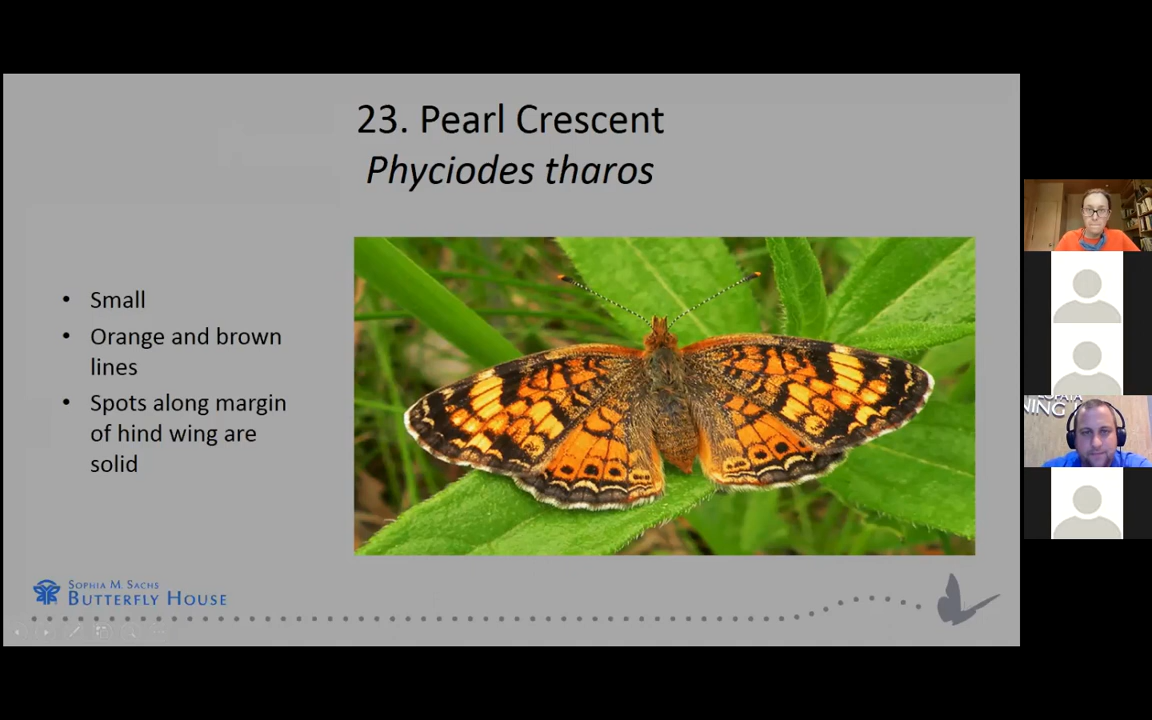 23. Pearl Crescent
Phyciodes tharos
• Small
• Orange and brown
lines
• Spots along margin
of hind wing are
solid
SOPHIA M. SACHS
BUTTERFLY HOUSE